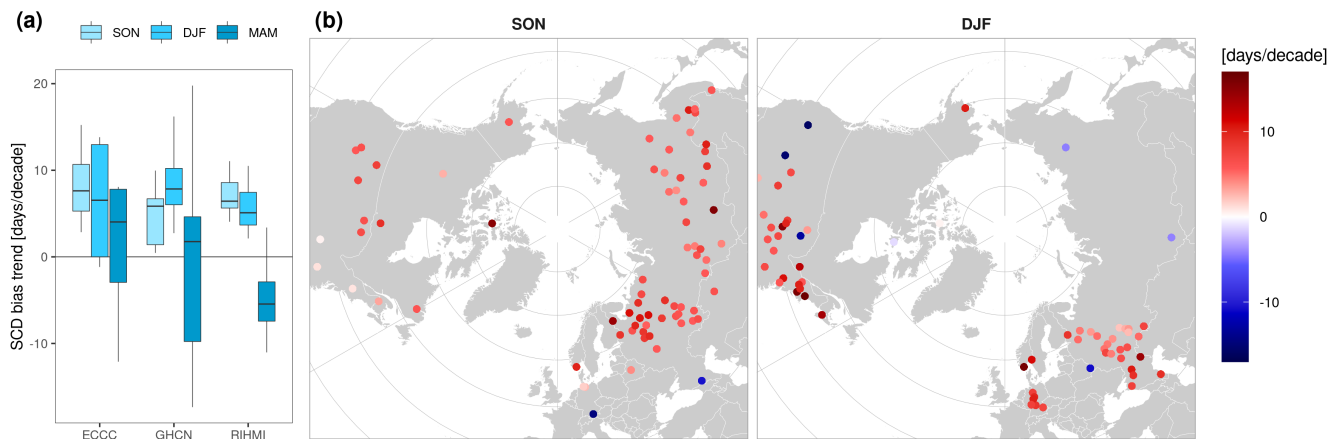 (a)
SON DJF MAM
SCD bias trend [days/decade]
20
10
0
-10
ECCC GHCN RIHMI
(b)
SON
DJF
[days/decade]
10
0
-10